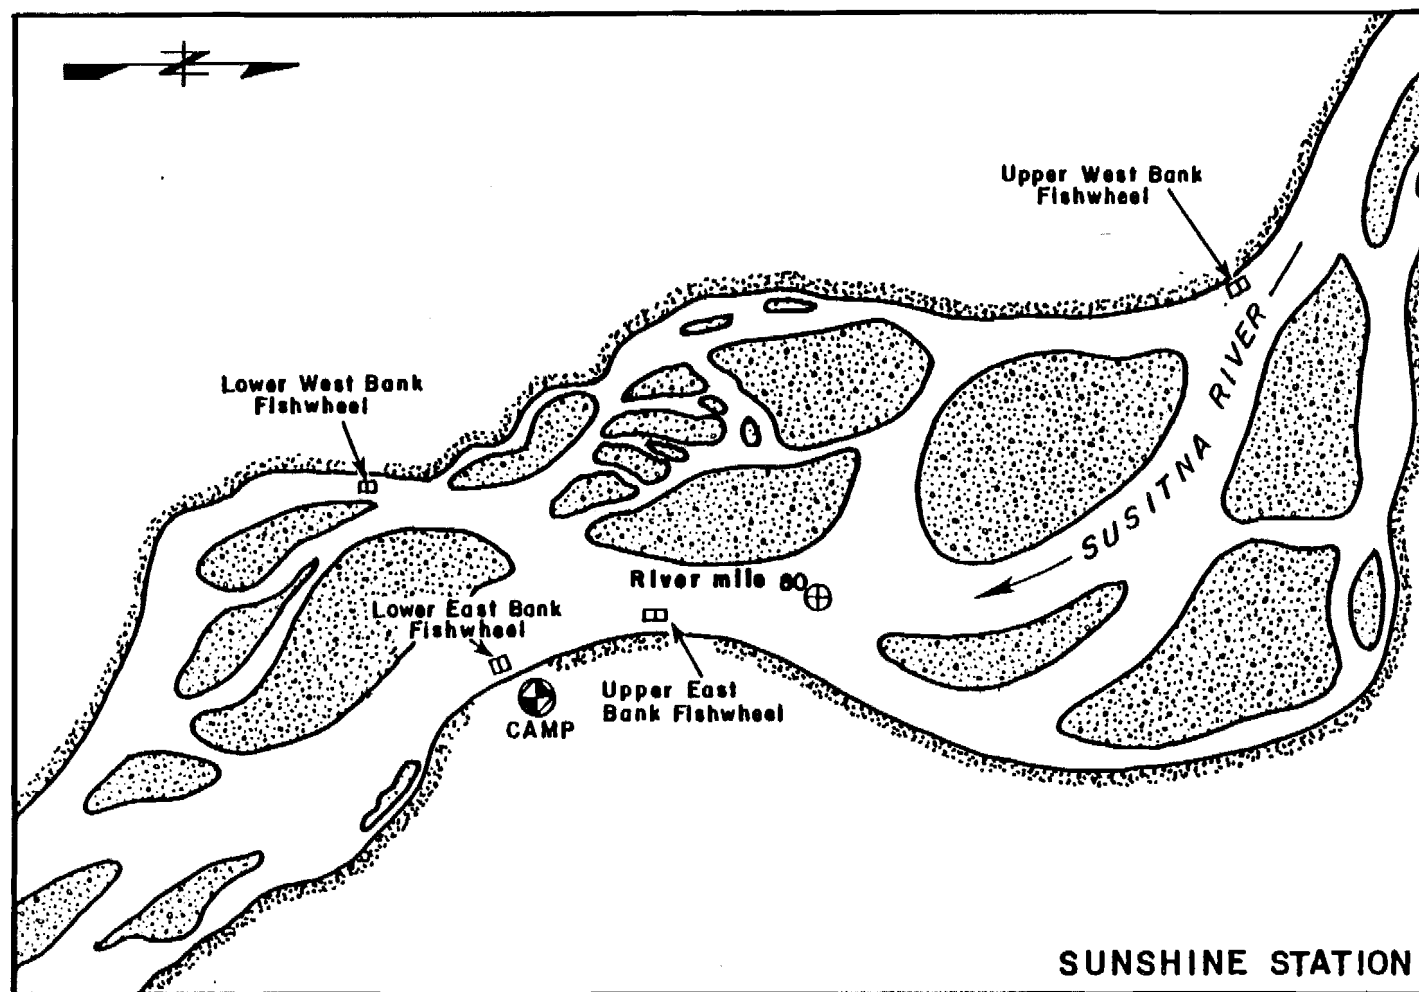 N
Upper West Bank
Fishwheel
Lower West Bank
Fishwheel
SUSITNA RIVER
River mile 80
Lower East Bank
Fishwheel
Upper East
Bank Fishwheel
CAMP
SUNSHINE STATION